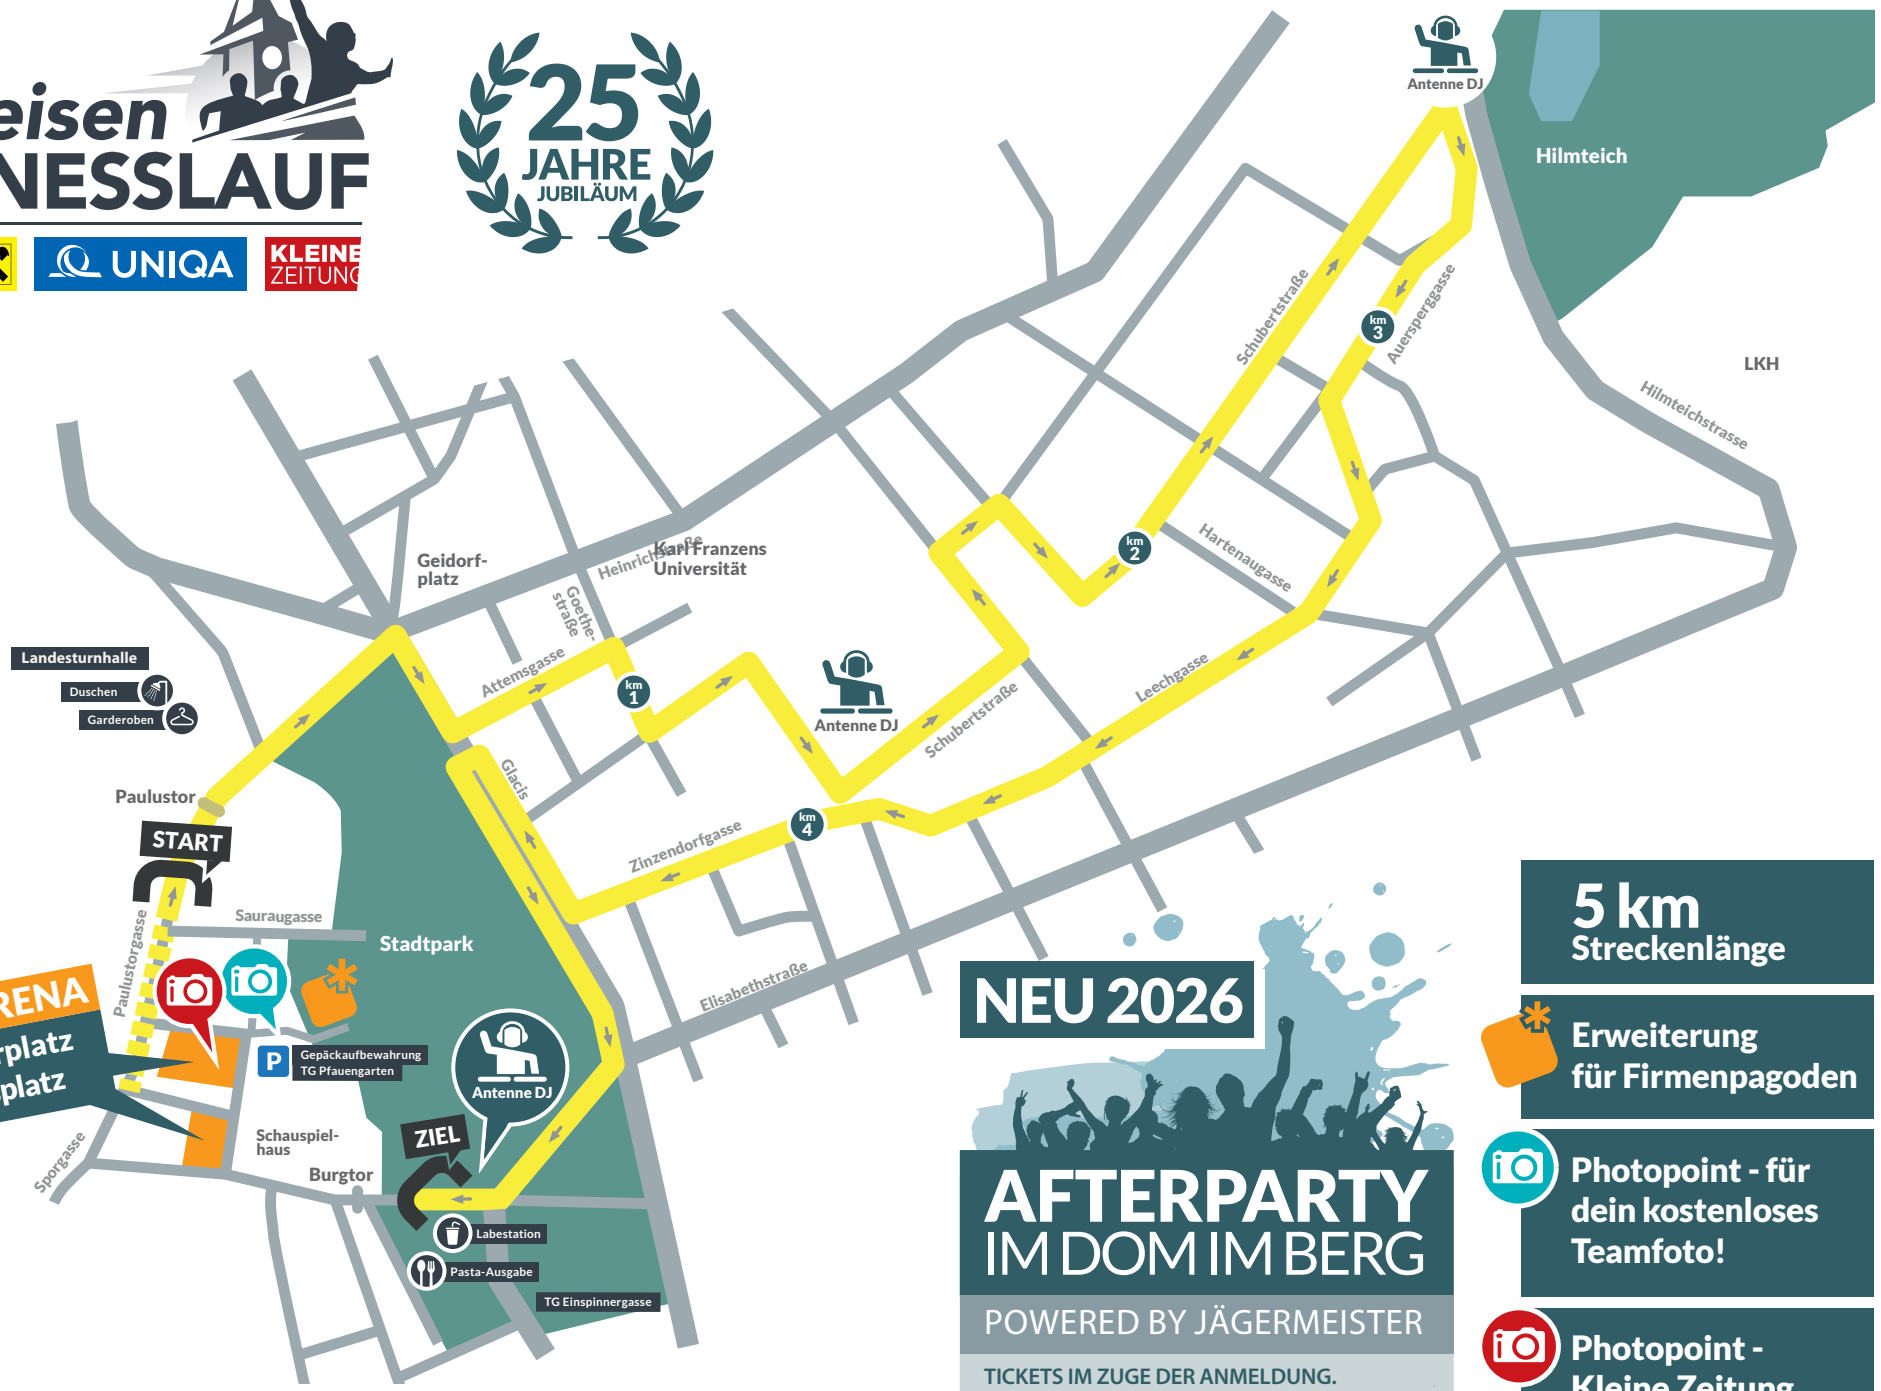 eisen
NESSLAUF
UNIQA
KLEINE
ZEITUNG
25
JAHRE
JUBILÄUM
Antenne DJ
Hilmteich
Schubertstraße
km
3
Auersperggasse
LKH
Hilmteichstrasse
Geidorf-
platz
Heinrichstraße
Karl Franzens
Universität
Goethe-
straße
km
2
Hartenaugasse
Landesturnhalle
Duschen
Garderoben
Attemsgasse
km
1
Antenne DJ
Schubertstraße
Leechgasse
Glacis
Paulustor
START
km
4
Zinzendorfgasse
Paulustorgasse
Sauraugasse
Stadtpark
Elisabethstraße
RENA
rplatz
splatz
P
Gepäckaufbewahrung
TG Pfauengarten
Antenne DJ
ZIEL
Schauspiel-
haus
Burgtor
Sporgasse
Labestation
Pasta-Ausgabe
TG Einspinnergasse
NEU 2026
AFTERPARTY
IM DOM IM BERG
POWERED BY JÄGERMEISTER
TICKETS IM ZUGE DER ANMELDUNG.
5 km
Streckenlänge
Erweiterung
für Firmenpagoden
Photopoint - für
dein kostenloses
Teamfoto!
Photopoint -
Kleine Zeitung